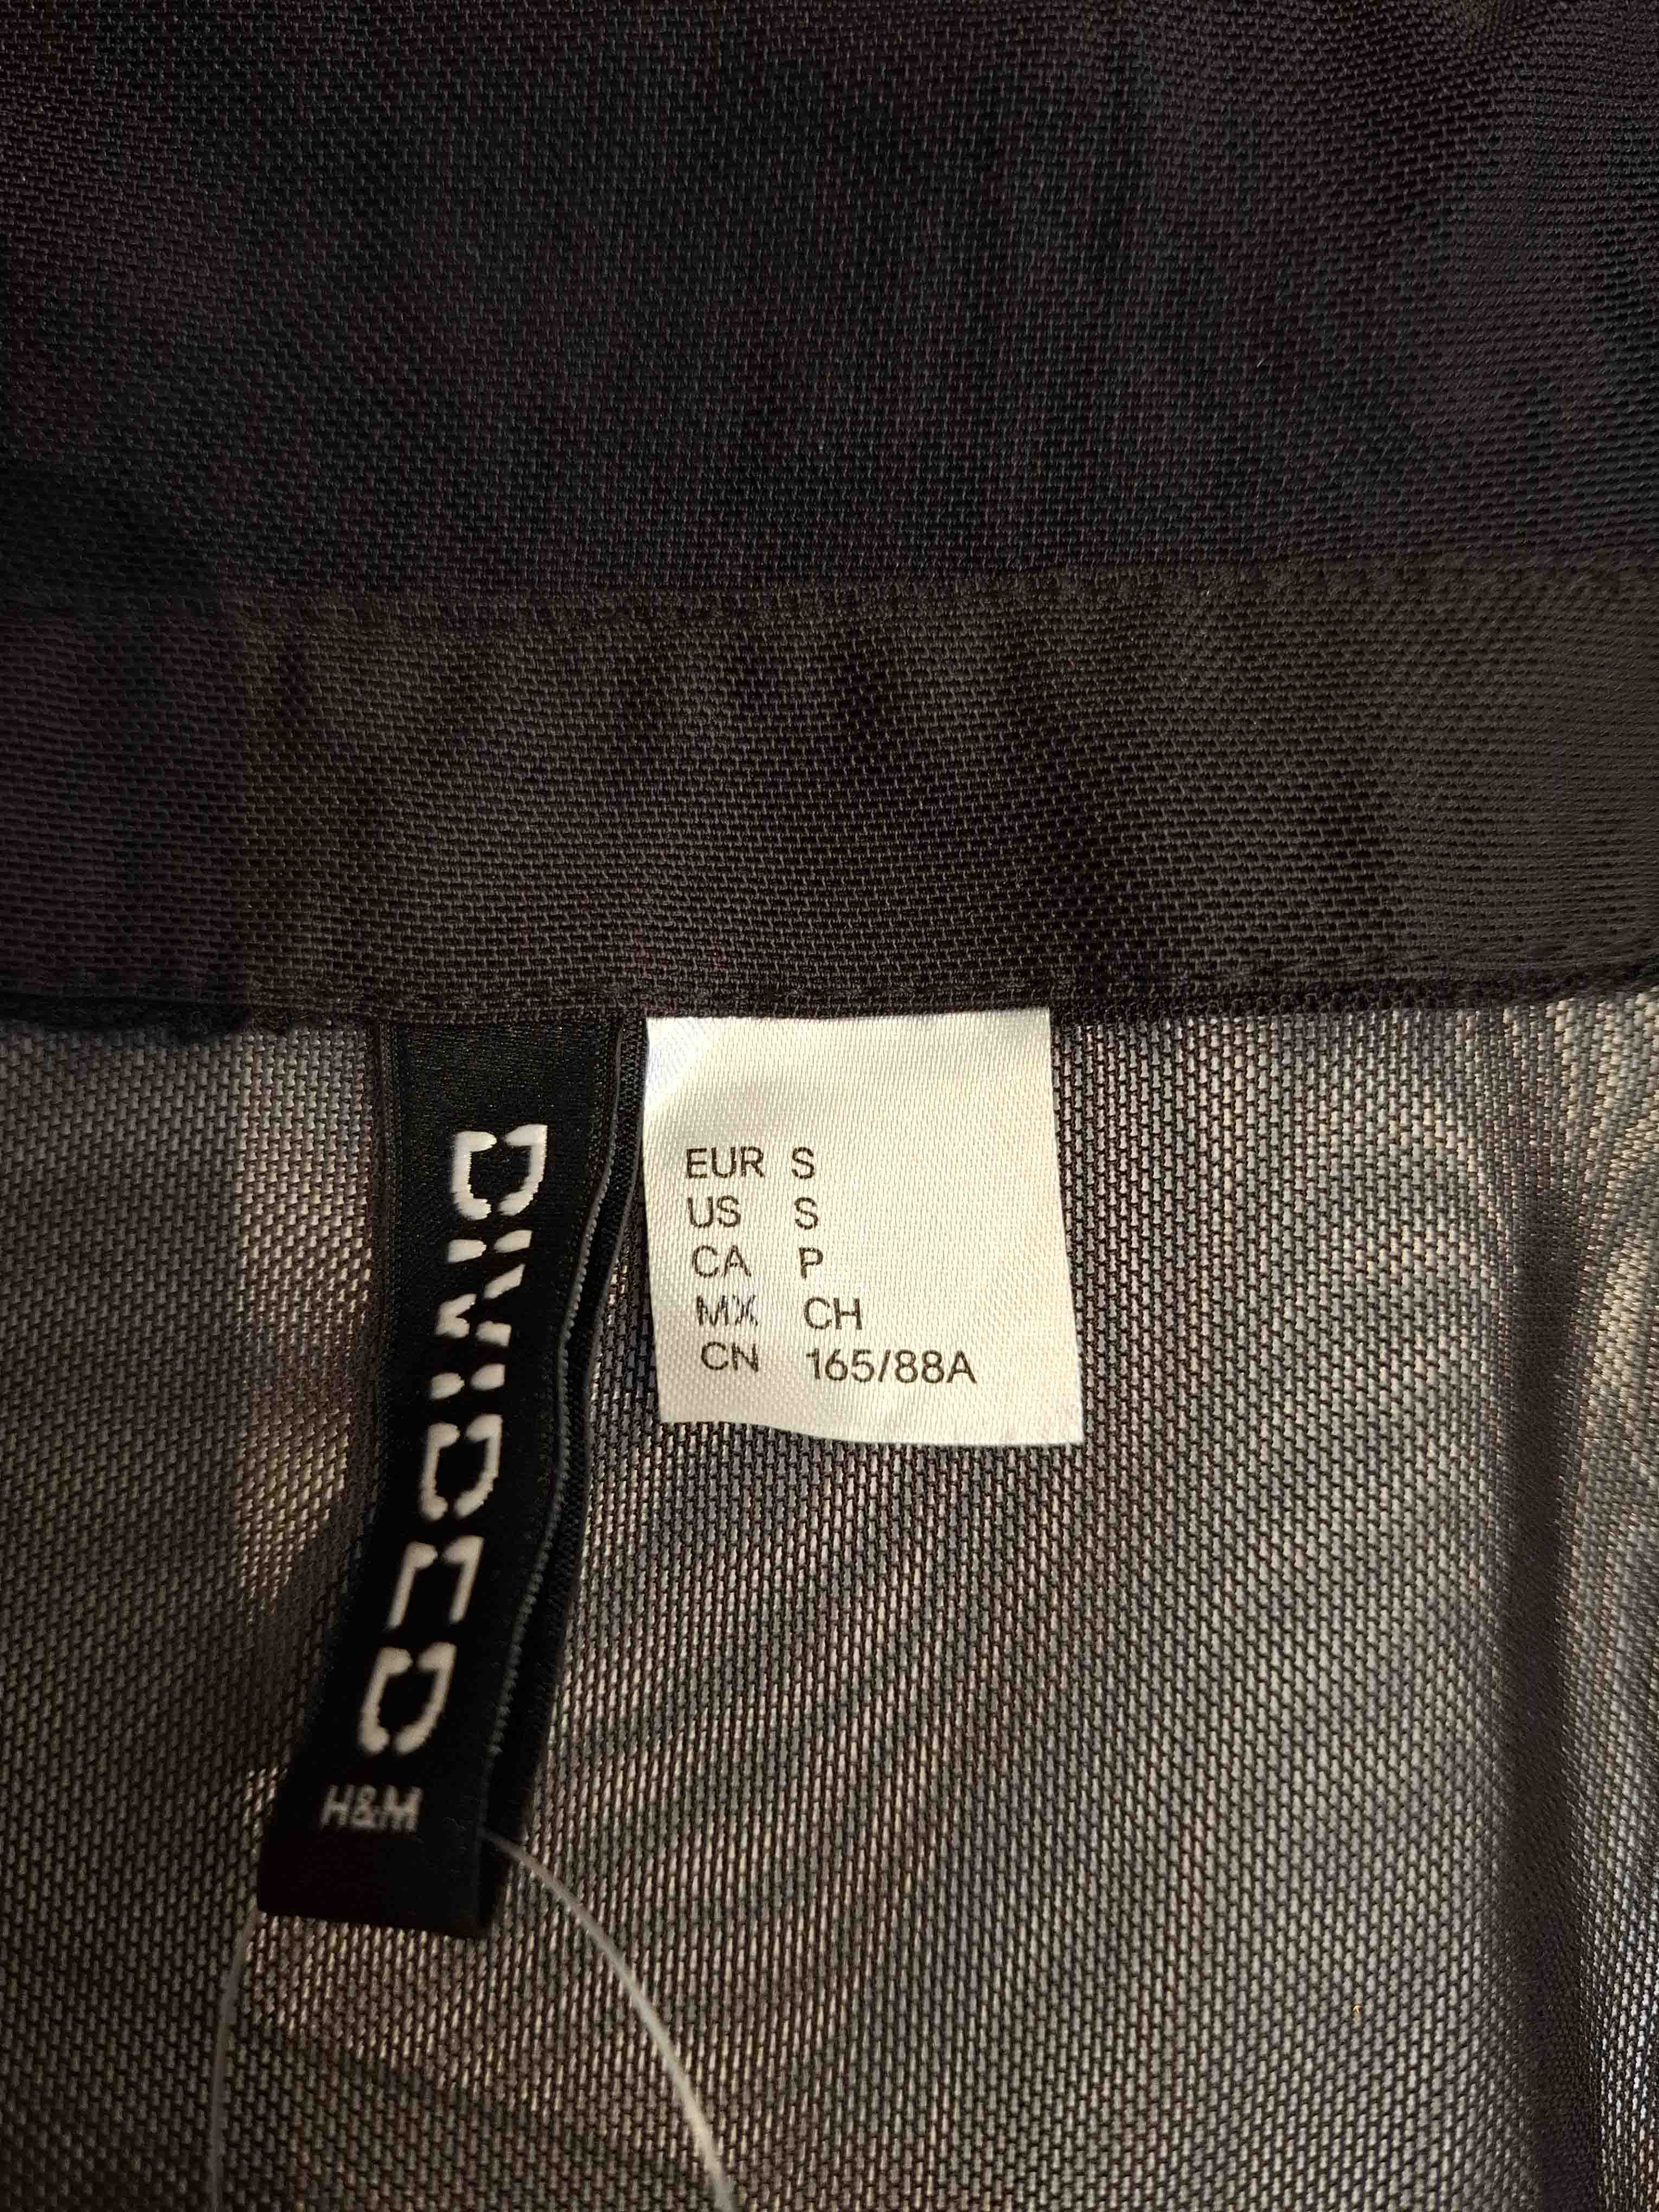 DIVIDED
H&M
EUR S
US S
CA P
MX CH
CN 165/88A